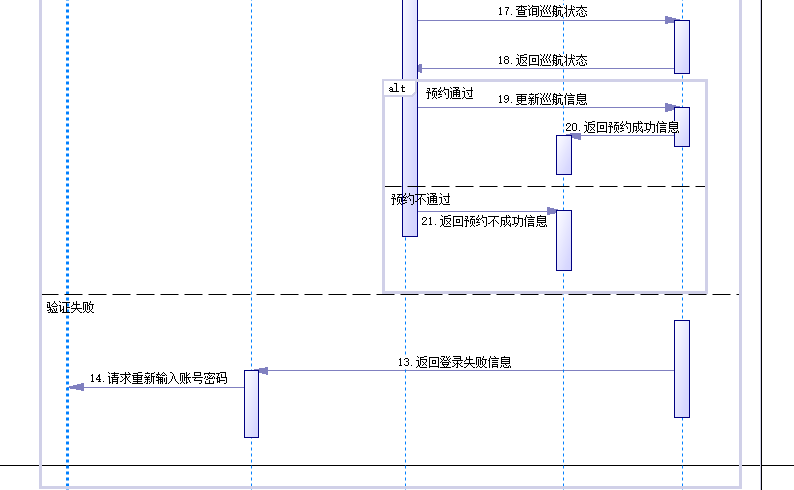 17.查询巡航状态
18.返回巡航状态
alt
预约通过
19.更新巡航信息
20.返回预约成功信息
预约不通过
21.返回预约不成功信息
验证失败
13.返回登录失败信息
14.请求重新输入账号密码